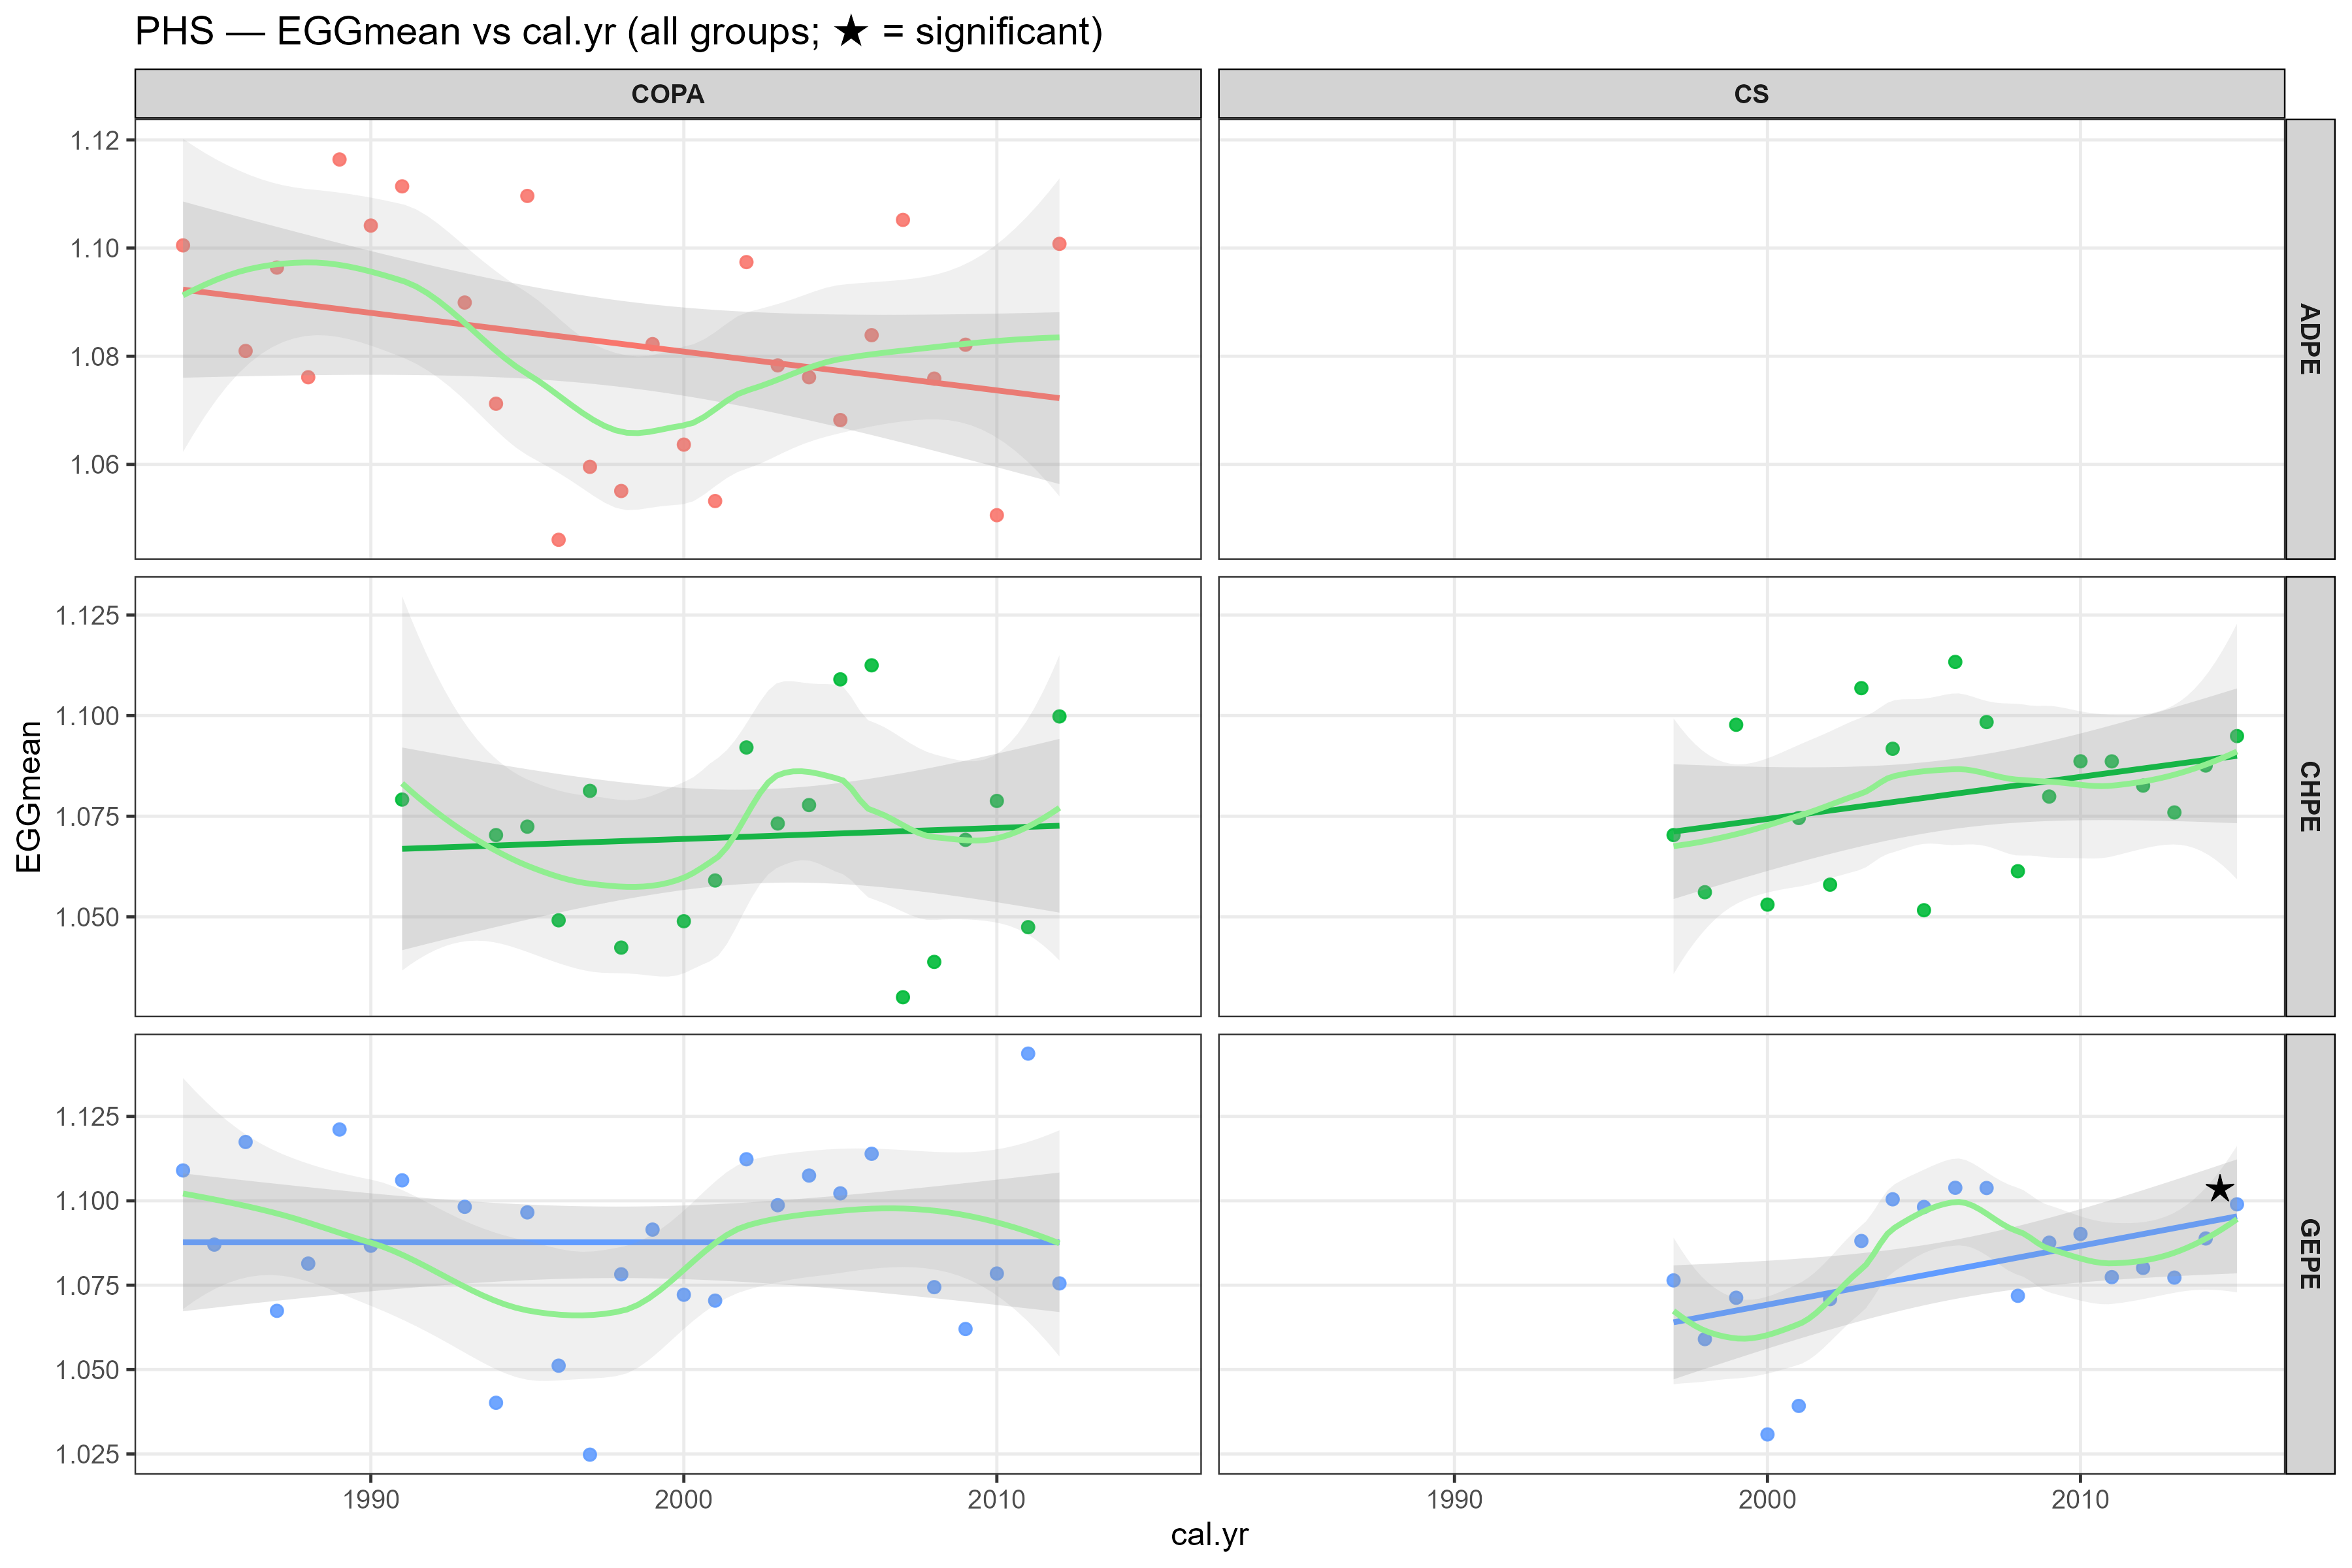 PHS — EGGmean vs cal.yr (all groups; ★ = significant)
COPA
CS
1.12
1.10
1.08
1.06
ADPE
1.125
1.100
1.075
1.050
CHPE
EGGmean
1.125
1.100
1.075
1.050
1.025
★
GEPE
1990
2000
2010
1990
2000
2010
cal.yr